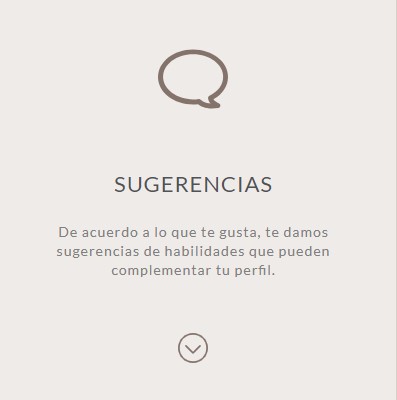 SUGERENCIAS
De acuerdo a lo que te gusta, te damos
sugerencias de habilidades que pueden
complementar tu perfil.